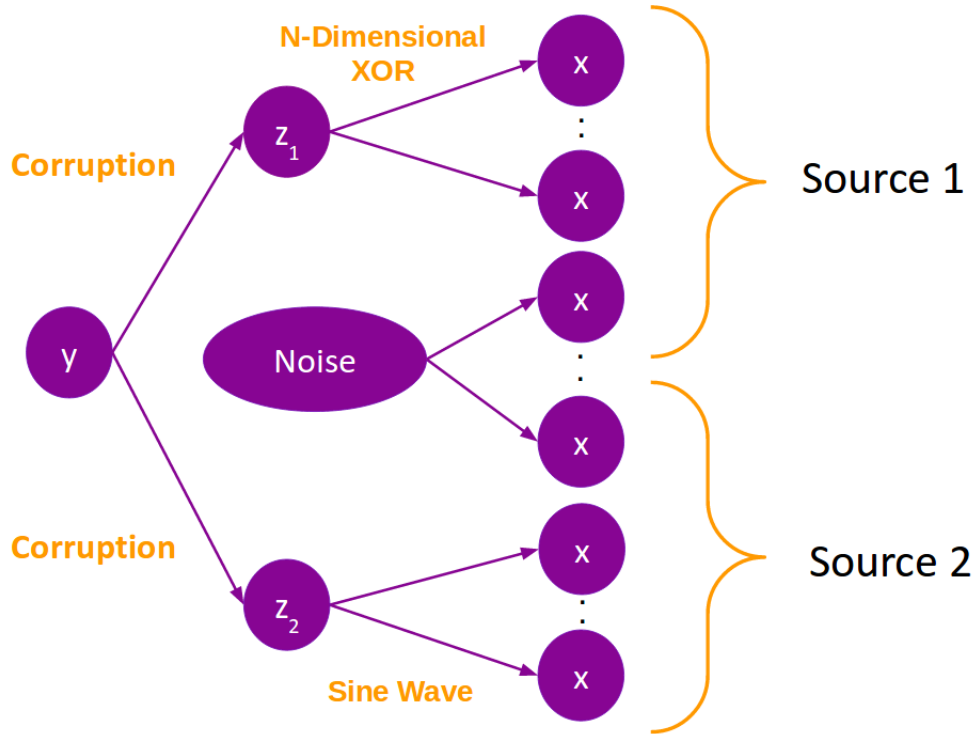 N-Dimensional
XOR
x
z1
Corruption
x
Source 1
x
y
Noise
x
Corruption
x
Source 2
z2
x
Sine Wave